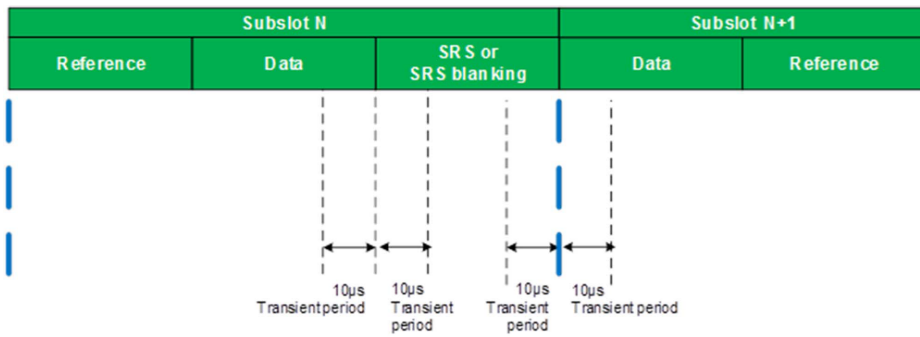 Subslot N
Subslot N+1
Reference
Data
SRS or
SRS blanking
Data
Reference
10µs
Transient period
10µs
Transient
period
10µs
Transient
period
10µs
Transient period